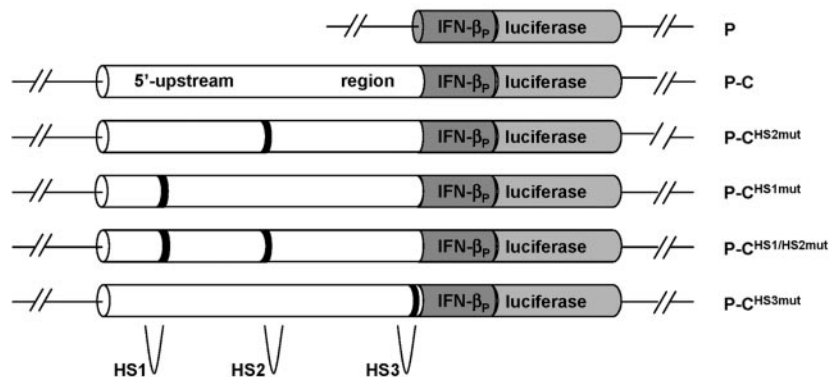 IFN-βP luciferase P
5'-upstream region IFN-βP luciferase P-C
IFN-βP luciferase P-CHS2mut
IFN-βP luciferase P-CHS1mut
IFN-βP luciferase P-CHS1/HS2mut
IFN-βP luciferase P-CHS3mut
HS1 HS2 HS3